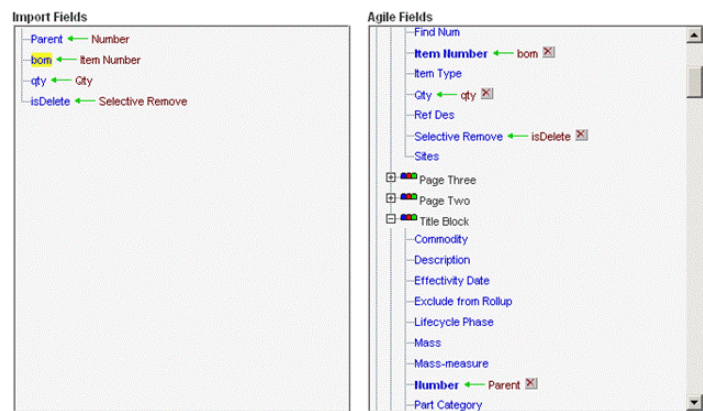 Import Fields
Parent Number
bom Item Number
qty Qty
isDelete Selective Remove
Agile Fields
Find Num
Item Number bom
Item Type
Qty qty
Ref Des
Selective Remove isDelete
Sites
Page Three
Page Two
Title Block
Commodity
Description
Effectivity Date
Exclude from Rollup
Lifecycle Phase
Mass
Mass-measure
Number Parent
Part Category